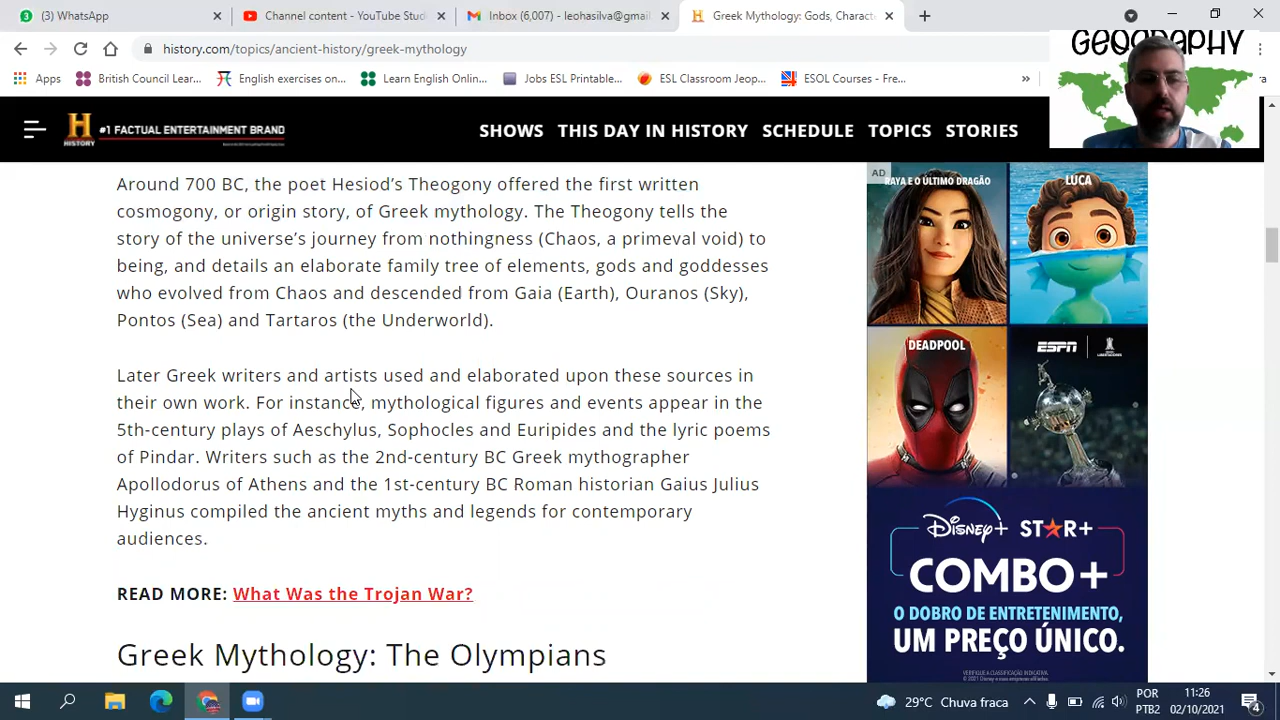 (3) WhatsApp
Channel content - YouTube Stud
Inbox (6,007) - leohasilva@gmail
Greek Mythology: Gods, Charact
history.com/topics/ancient-history/greek-mythology
GEOGRAPHY
Apps
British Council Lear...
English exercises on...
Learn English online...
Jobs ESL Printable...
ESL Classroom Jeop...
ESOL Courses - Fre...
»
H
HISTORY
#1 FACTUAL ENTERTAINMENT BRAND
SHOWS
THIS DAY IN HISTORY
SCHEDULE
TOPICS
STORIES
Around 700 BC, the poet Hesiod's Theogony offered the first written
cosmogony, or origin story, of Greek mythology. The Theogony tells the
story of the universe's journey from nothingness (Chaos, a primeval void) to
being, and details an elaborate family tree of elements, gods and goddesses
who evolved from Chaos and descended from Gaia (Earth), Ouranos (Sky),
Pontos (Sea) and Tartaros (the Underworld).
Later Greek writers and artists used and elaborated upon these sources in
their own work. For instance, mythological figures and events appear in the
5th-century plays of Aeschylus, Sophocles and Euripides and the lyric poems
of Pindar. Writers such as the 2nd-century BC Greek mythographer
Apollodorus of Athens and the 1st-century BC Roman historian Gaius Julius
Hyginus compiled the ancient myths and legends for contemporary
audiences.
READ MORE: What Was the Trojan War?
Greek Mythology: The Olympians
AD
RAYA E O ÚLTIMO DRAGÃO
LUCA
DEADPOOL
ESPN
Disney+ STAR+
COMBO+
O DOBRO DE ENTRETENIMENTO,
UM PREÇO ÚNICO.
29°C Chuva fraca
POR
PTB2
11:26
02/10/2021
4